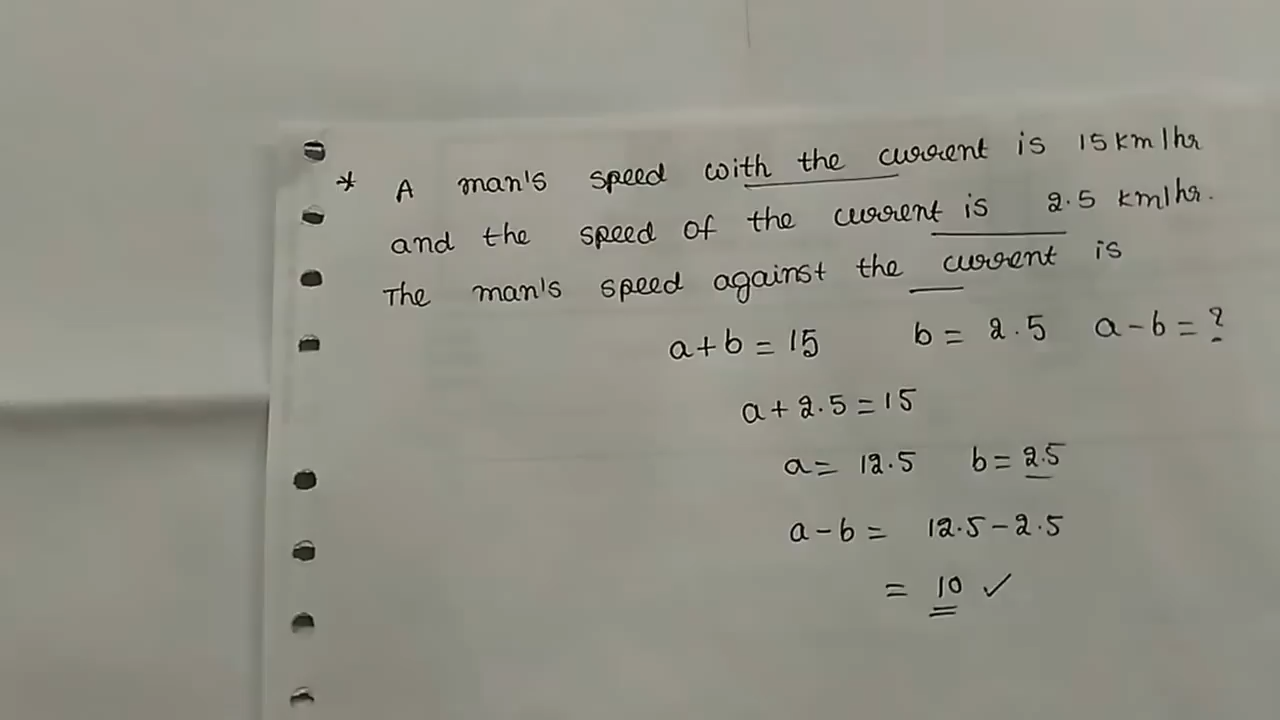 * A man's speed with the current is 15 km/hr
and the speed of the current is 2.5 km/hr.
The man's speed against the current is
a + b = 15 b = 2.5 a - b = ?
a + 2.5 = 15
a = 12.5 b = 2.5
a - b = 12.5 - 2.5
= 10 ✓